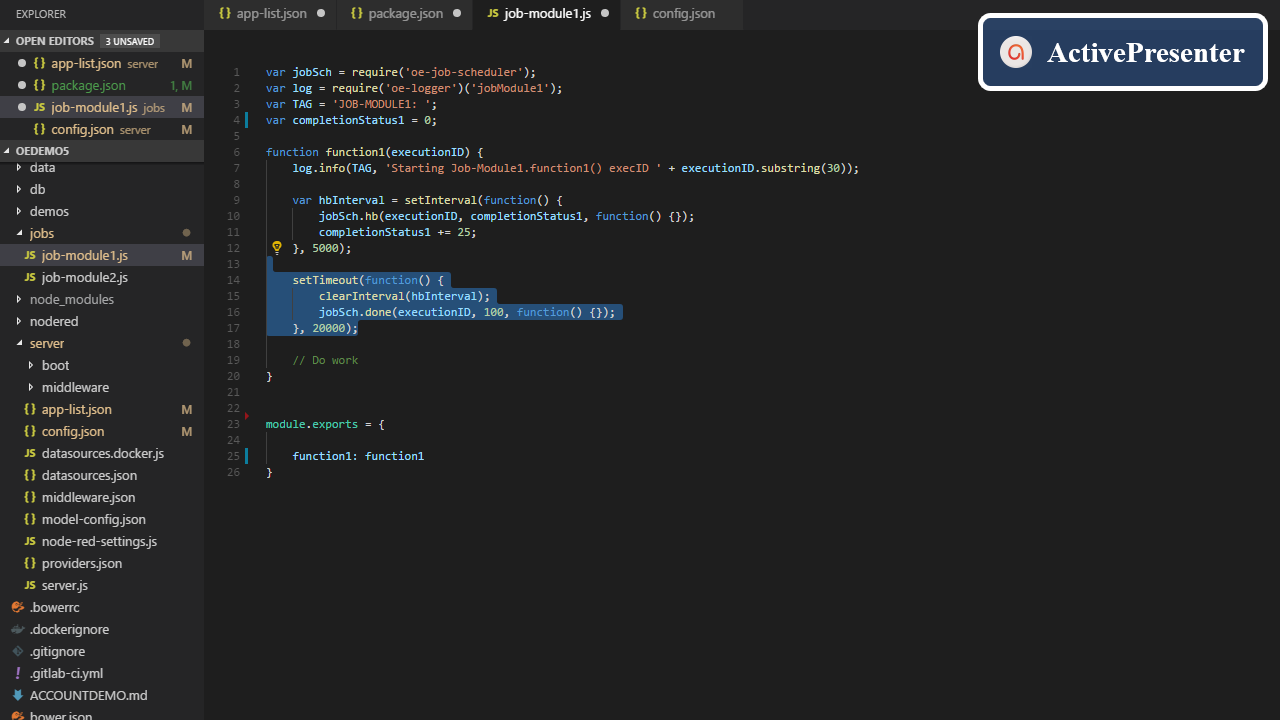 EXPLORER
OPEN EDITORS 3 UNSAVED
{} app-list.json server M
{} package.json 1, M
JS job-module1.js jobs M
{} config.json server M
OEDEMO5
data
db
demos
jobs
JS job-module1.js M
JS job-module2.js
node_modules
nodered
server
boot
middleware
{} app-list.json M
{} config.json M
JS datasources.docker.js
{} datasources.json
{} middleware.json
{} model-config.json
JS node-red-settings.js
{} providers.json
JS server.js
.bowerrc
.dockerignore
.gitignore
! .gitlab-ci.yml
ACCOUNTDEMO.md
bower.json
{} app-list.json {} package.json JS job-module1.js {} config.json
ActivePresenter
1 var jobSch = require('oe-job-scheduler');
2 var log = require('oe-logger')('jobModule1');
3 var TAG = 'JOB-MODULE1: ';
4 var completionStatus1 = 0;
5
6 function function1(executionID) {
7 log.info(TAG, 'Starting Job-Module1.function1() execID ' + executionID.substring(30));
8
9 var hbInterval = setInterval(function() {
10 jobSch.hb(executionID, completionStatus1, function() {});
11 completionStatus1 += 25;
12 }, 5000);
13
14 setTimeout(function() {
15 clearInterval(hbInterval);
16 jobSch.done(executionID, 100, function() {});
17 }, 20000);
18
19 // Do work
20 }
21
22
23 module.exports = {
24
25 function1: function1
26 }